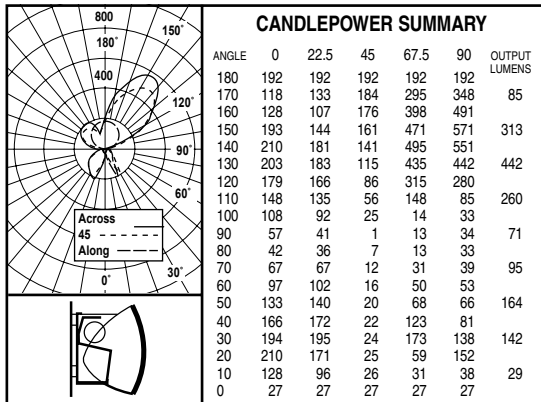 800
180°
150°
400
120°
90°
60°
Across
45
Along
30°
0°
CANDLEPOWER SUMMARY
ANGLE 0 22.5 45 67.5 90 OUTPUT LUMENS
180 192 192 192 192 192
170 118 133 184 295 348 85
160 128 107 176 398 491
150 193 144 161 471 571 313
140 210 181 141 495 551
130 203 183 115 435 442 442
120 179 166 86 315 280
110 148 135 56 148 85 260
100 108 92 25 14 33
90 57 41 1 13 34 71
80 42 36 7 13 33
70 67 67 12 31 39 95
60 97 102 16 50 53
50 133 140 20 68 66 164
40 166 172 22 123 81
30 194 195 24 173 138 142
20 210 171 25 59 152
10 128 96 26 31 38 29
0 27 27 27 27 27